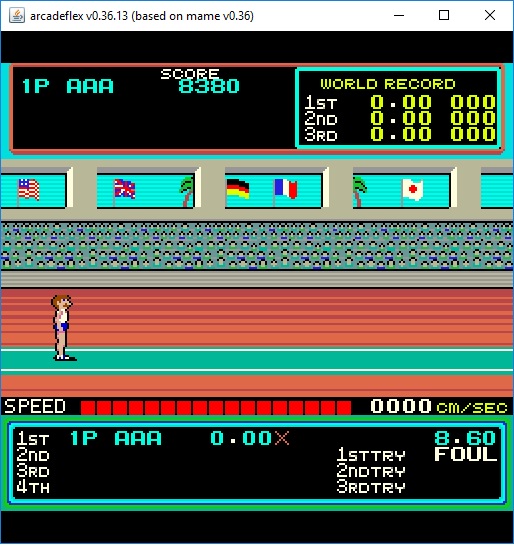 arcadeflex v0.36.13 (based on mame v0.36)
SCORE
1P AAA 8380
WORLD RECORD
1ST 0.00 000
2ND 0.00 000
3RD 0.00 000
SPEED 0000 CM/SEC
1ST 1P AAA 0.00X 8.60
2ND 1STTRY FOUL
3RD 2NDTRY
4TH 3RDTRY